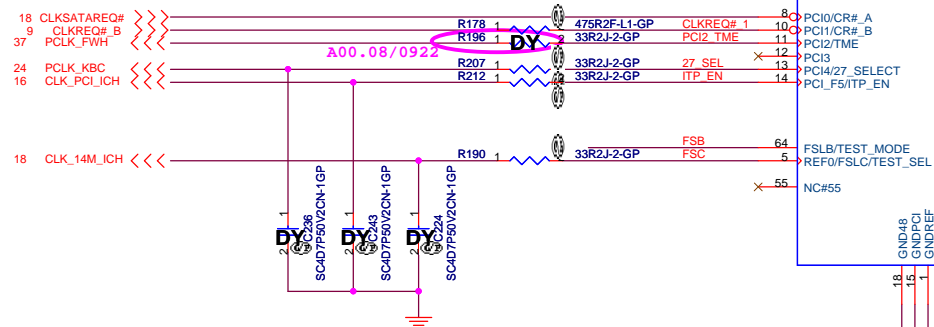 18 CLKSATAREQ#
9 CLKREQ#_B
37 PCLK_FWH
24 PCLK_KBC
16 CLK_PCI_ICH
18 CLK_14M_ICH
A00.08/0922
R178 1 475R2F-L1-GP CLKREQ#_1 8 PCI0/CR#_A
10 PCI1/CR#_B
R196 1 DY 2 33R2J-2-GP PCI2_TME 11 PCI2/TME
12 PCI3
R207 1 33R2J-2-GP 27_SEL 13 PCI4/27_SELECT
R212 1 33R2J-2-GP ITP_EN 14 PCI_F5/ITP_EN
FSB 64 FSLB/TEST_MODE
R190 1 33R2J-2-GP FSC 5 REF0/FSLC/TEST_SEL
55 NC#55
1 2 DY C236 SC4D7P50V2CN-1GP
1 2 DY C243 SC4D7P50V2CN-1GP
1 2 DY C224 SC4D7P50V2CN-1GP
GND48 18
GNDPCI 15
GNDREF 1